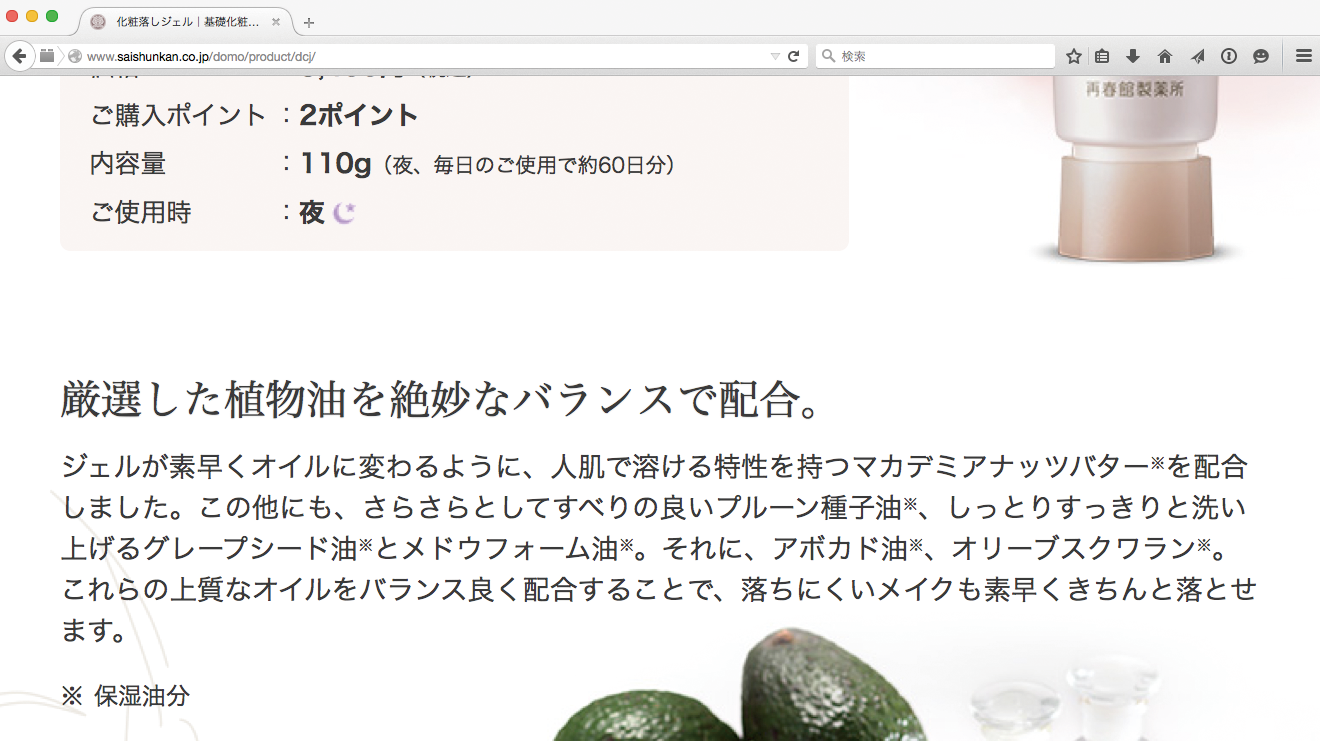 化粧落しジェル｜基礎化粧...
www.saishunkan.co.jp/domo/product/dcj/
検索
再春館製薬所
ご購入ポイント ：2ポイント
内容量 ：110g（夜、毎日のご使用で約60日分）
ご使用時 ：夜
厳選した植物油を絶妙なバランスで配合。
ジェルが素早くオイルに変わるように、人肌で溶ける特性を持つマカデミアナッツバター※を配合
しました。この他にも、さらさらとしてすべりの良いプルーン種子油※、しっとりすっきりと洗い
上げるグレープシード油※とメドウフォーム油※。それに、アボカド油※、オリーブスクワラン※。
これらの上質なオイルをバランス良く配合することで、落ちにくいメイクも素早くきちんと落とせ
ます。
※ 保湿油分